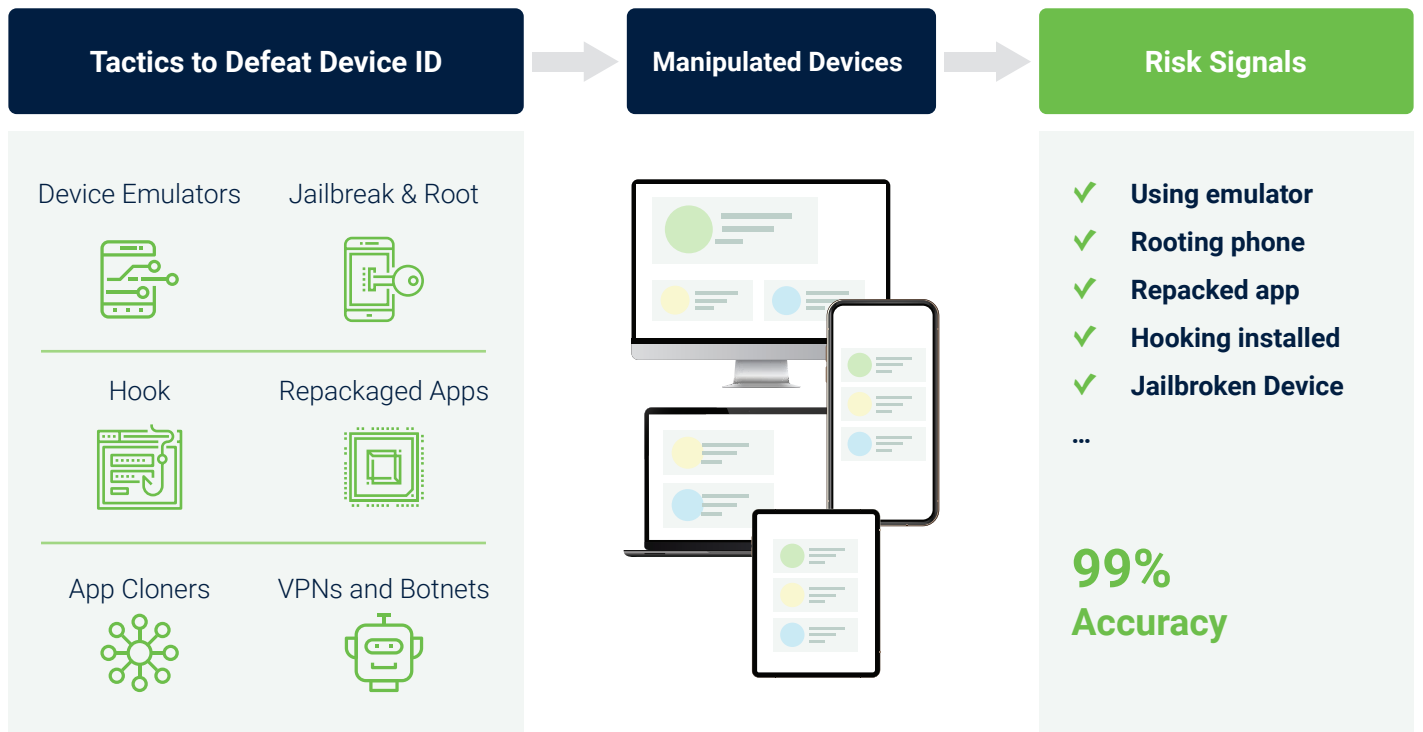 Tactics to Defeat Device ID
Manipulated Devices
Risk Signals
Device Emulators
Jailbreak & Root
Hook
Repackaged Apps
App Cloners
VPNs and Botnets
Using emulator
Rooting phone
Repacked app
Hooking installed
Jailbroken Device
...
99%
Accuracy